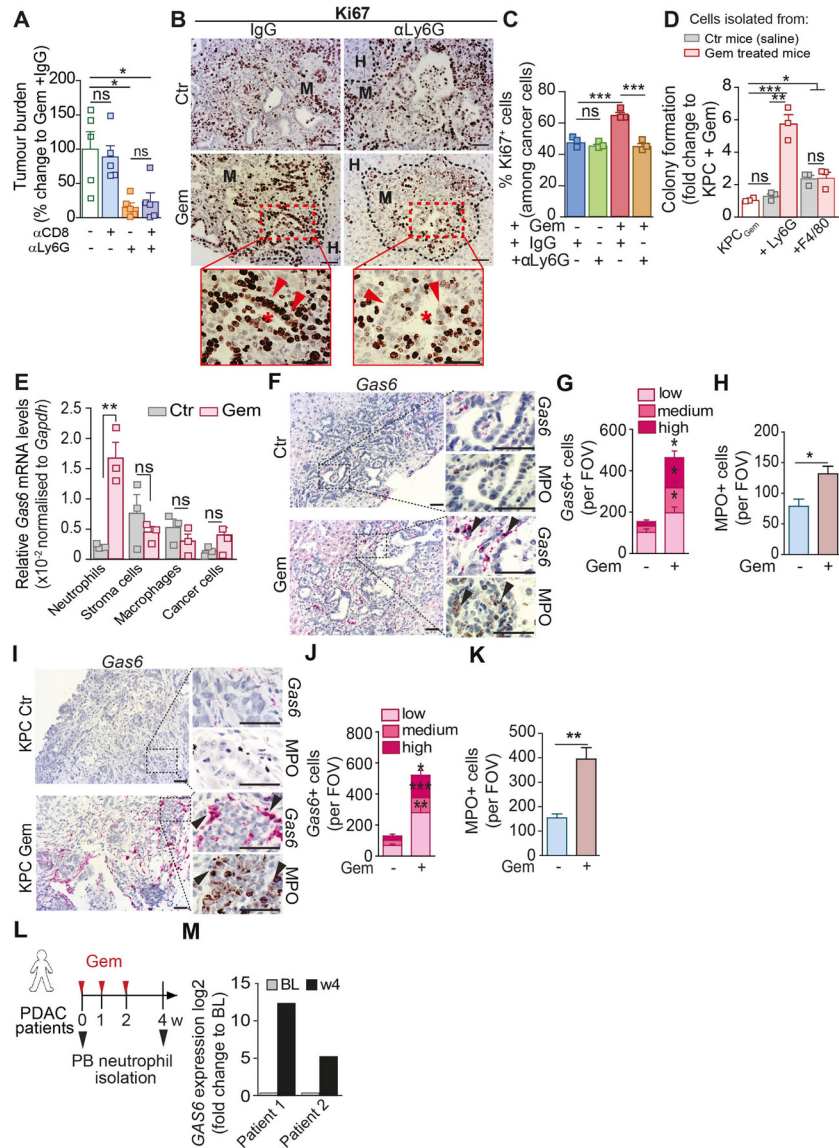 A
Tumour burden
(% change to Gem +IgG)
200
150
100
50
0
*
*
ns
ns
αCD8
- + - +
αLy6G
- - + +
B
Ki67
IgG
αLy6G
Ctr
Gem
M
H
M
M
H
H
M
*
*
C
% Ki67+ cells
(among cancer cells)
100
80
60
40
20
0
***
ns
***
+ Gem
- - + +
+ IgG
+ - + -
+αLy6G
- + - +
D
Cells isolated from:
Ctr mice (saline)
Gem treated mice
Colony formation
(fold change to
KPC + Gem)
8
6
4
2
0
*
***
**
ns
ns
KPC Gem
+ Ly6G
+F4/80
E
Relative Gas6 mRNA levels
(x10-2 normalised to Gapdh)
2.5
2.0
1.5
1.0
0.5
0
Ctr
Gem
**
ns
ns
ns
Neutrophils
Stroma cells
Macrophages
Cancer cells
F
Gas6
Ctr
Gem
Gas6
MPO
Gas6
MPO
G
low
medium
high
Gas6+ cells
(per FOV)
600
400
200
0
*
*
*
Gem - +
H
MPO+ cells
(per FOV)
200
150
100
50
0
*
Gem - +
I
Gas6
KPC Ctr
KPC Gem
Gas6
MPO
Gas6
MPO
J
low
medium
high
Gas6+ cells
(per FOV)
800
600
400
200
0
*
***
**
Gem - +
K
MPO+ cells
(per FOV)
500
400
300
200
100
0
**
Gem - +
L
Gem
PDAC
patients
0 1 2 4 w
PB neutrophil
isolation
M
GAS6 expression log2
(fold change to BL)
15
10
5
0
BL
w4
Patient 1
Patient 2